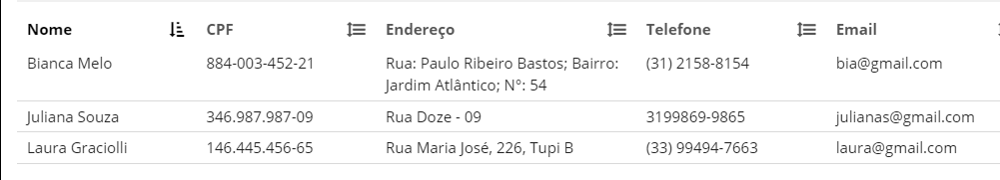 Nome CPF Endereço Telefone Email
Bianca Melo 884-003-452-21 Rua: Paulo Ribeiro Bastos; Bairro: (31) 2158-8154 bia@gmail.com
Jardim Atlântico; N°: 54
Juliana Souza 346.987.987-09 Rua Doze - 09 3199869-9865 julianas@gmail.com
Laura Graciolli 146.445.456-65 Rua Maria José, 226, Tupi B (33) 99494-7663 laura@gmail.com